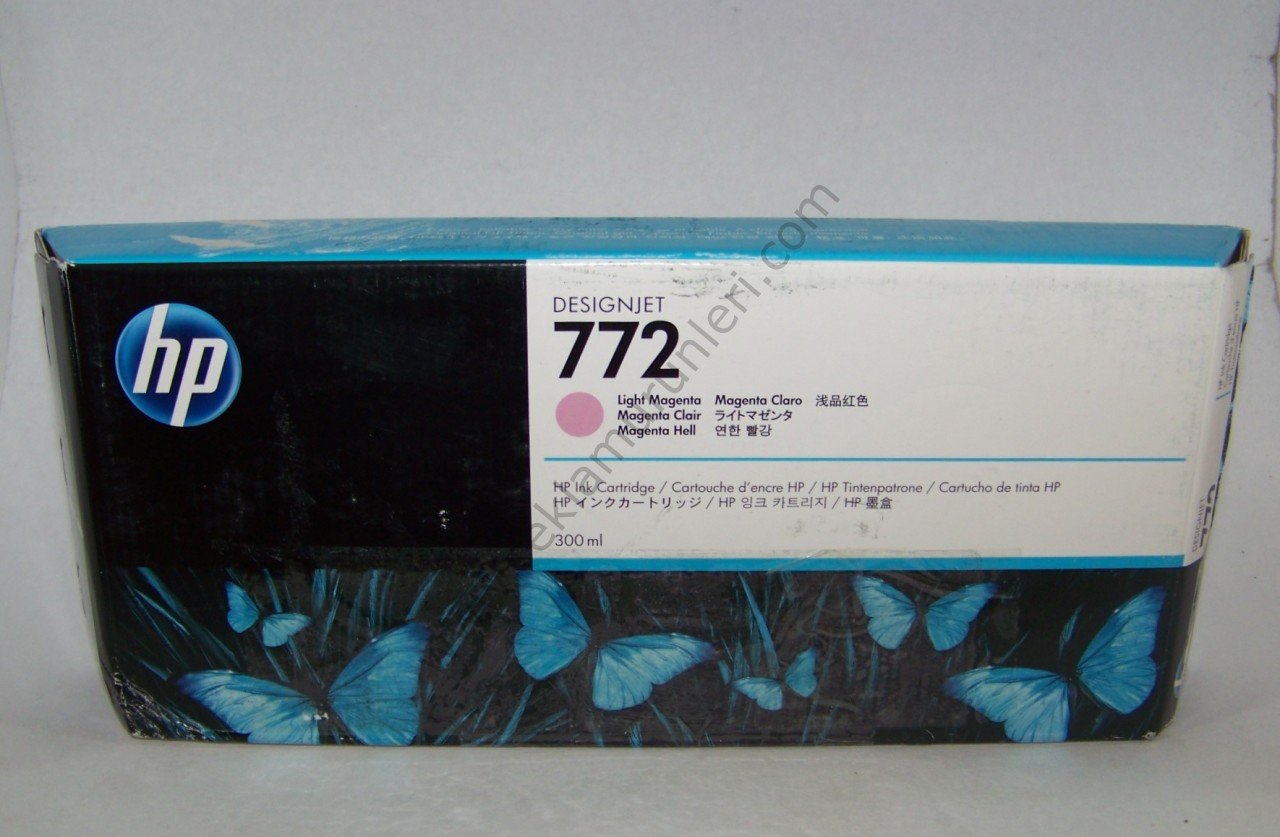 hp
DESIGNJET
772
Light Magenta Magenta Claro 浅品红色
Magenta Clair ライトマゼンタ
Magenta Hell 연한 빨강
HP Ink Cartridge / Cartouche d'encre HP / HP Tintenpatrone / Cartucho de tinta HP
HP インクカートリッジ / HP 잉크 카트리지 / HP 墨盒
300 ml
772
DESIGNJET